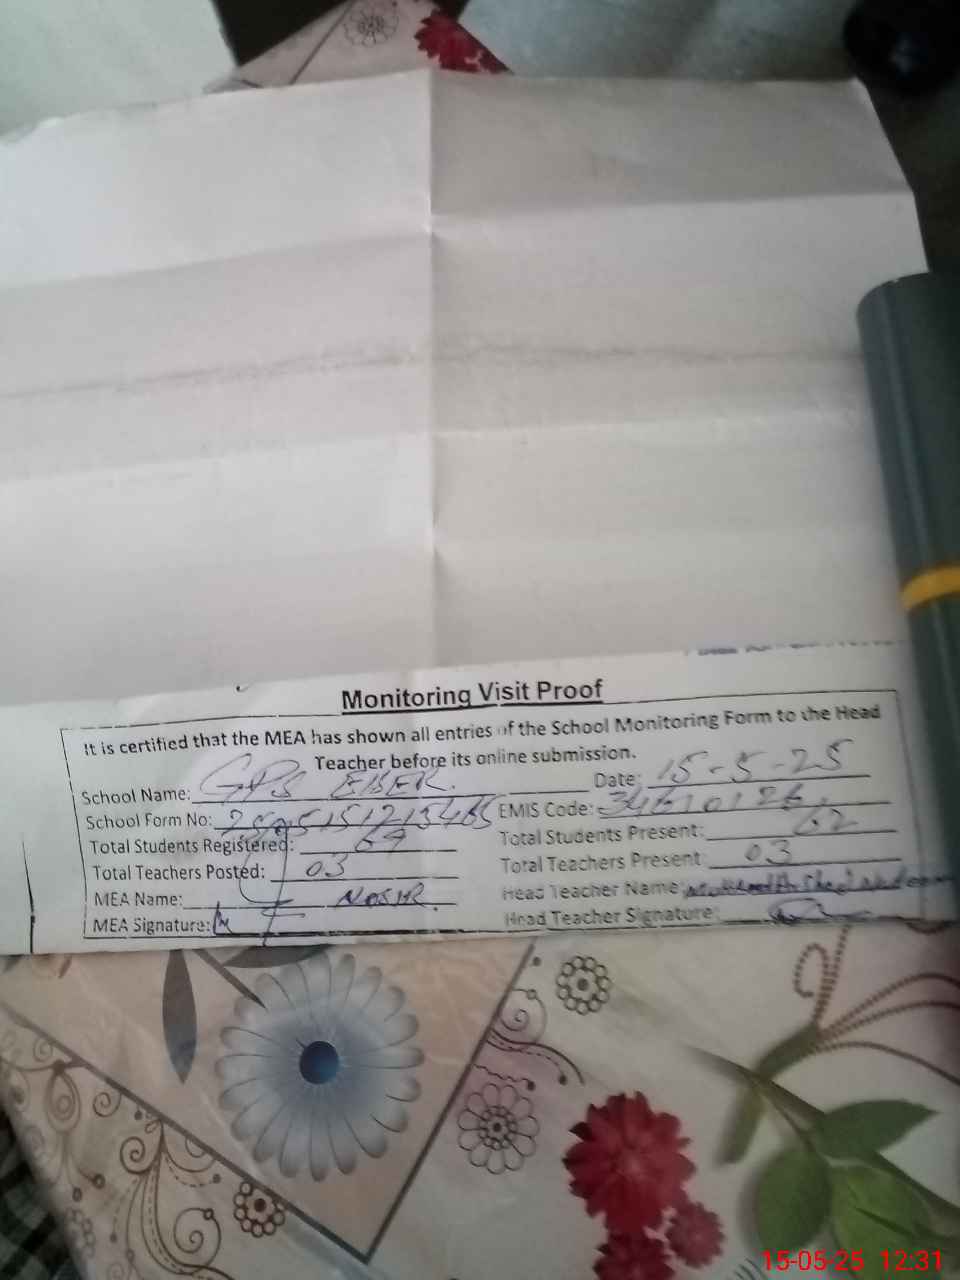 Monitoring Visit Proof
It is certified that the MEA has shown all entries of the School Monitoring Form to the Head
Teacher before its online submission.
School Name: GPS Date: 15-5-25
School Form No: EMIS Code:
Total Students Registered: 69 Total Students Present: 62
Total Teachers Posted: 03 Total Teachers Present: 03
MEA Name: Head Teacher Name:
MEA Signature: Head Teacher Signature:
15-05-25 12:31